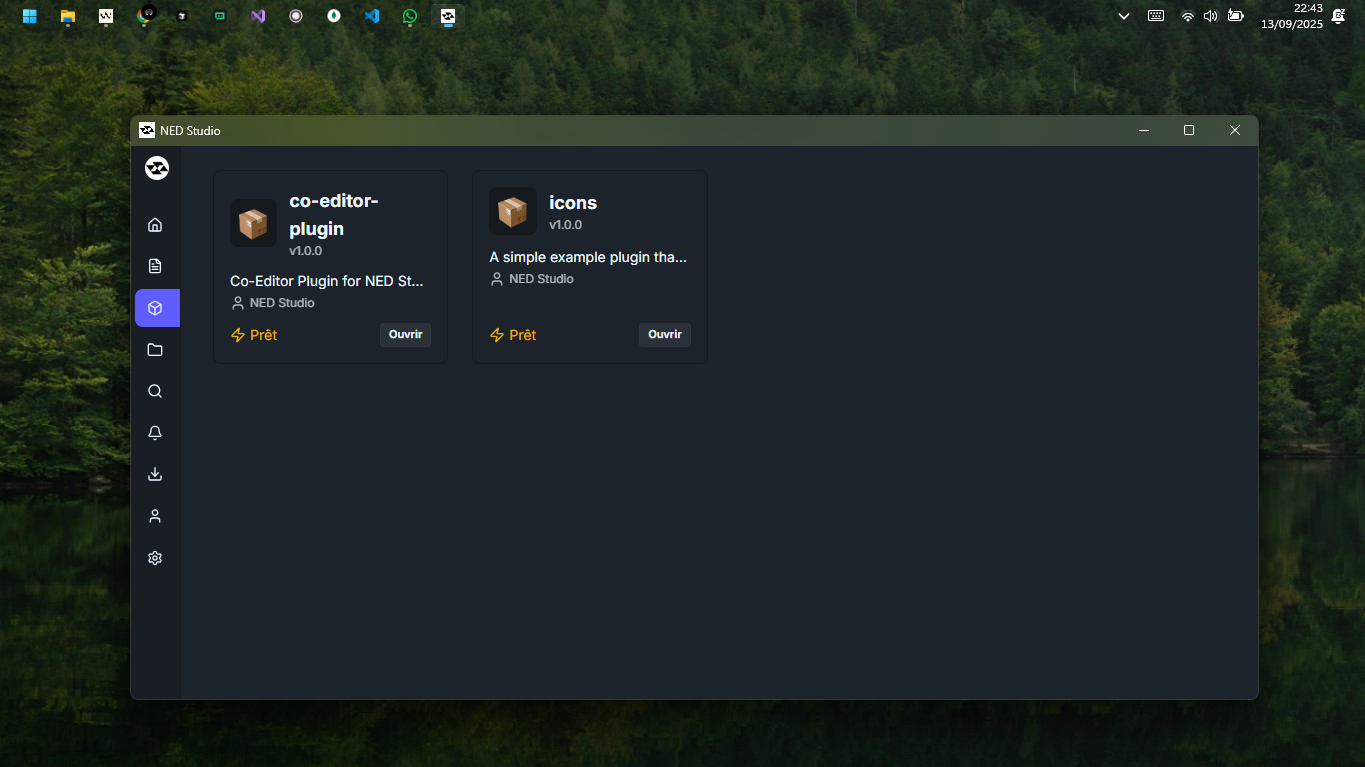 22:43
13/09/2025
NED Studio
co-editor-
plugin
v1.0.0
Co-Editor Plugin for NED St...
NED Studio
Prêt
Ouvrir
icons
v1.0.0
A simple example plugin tha...
NED Studio
Prêt
Ouvrir